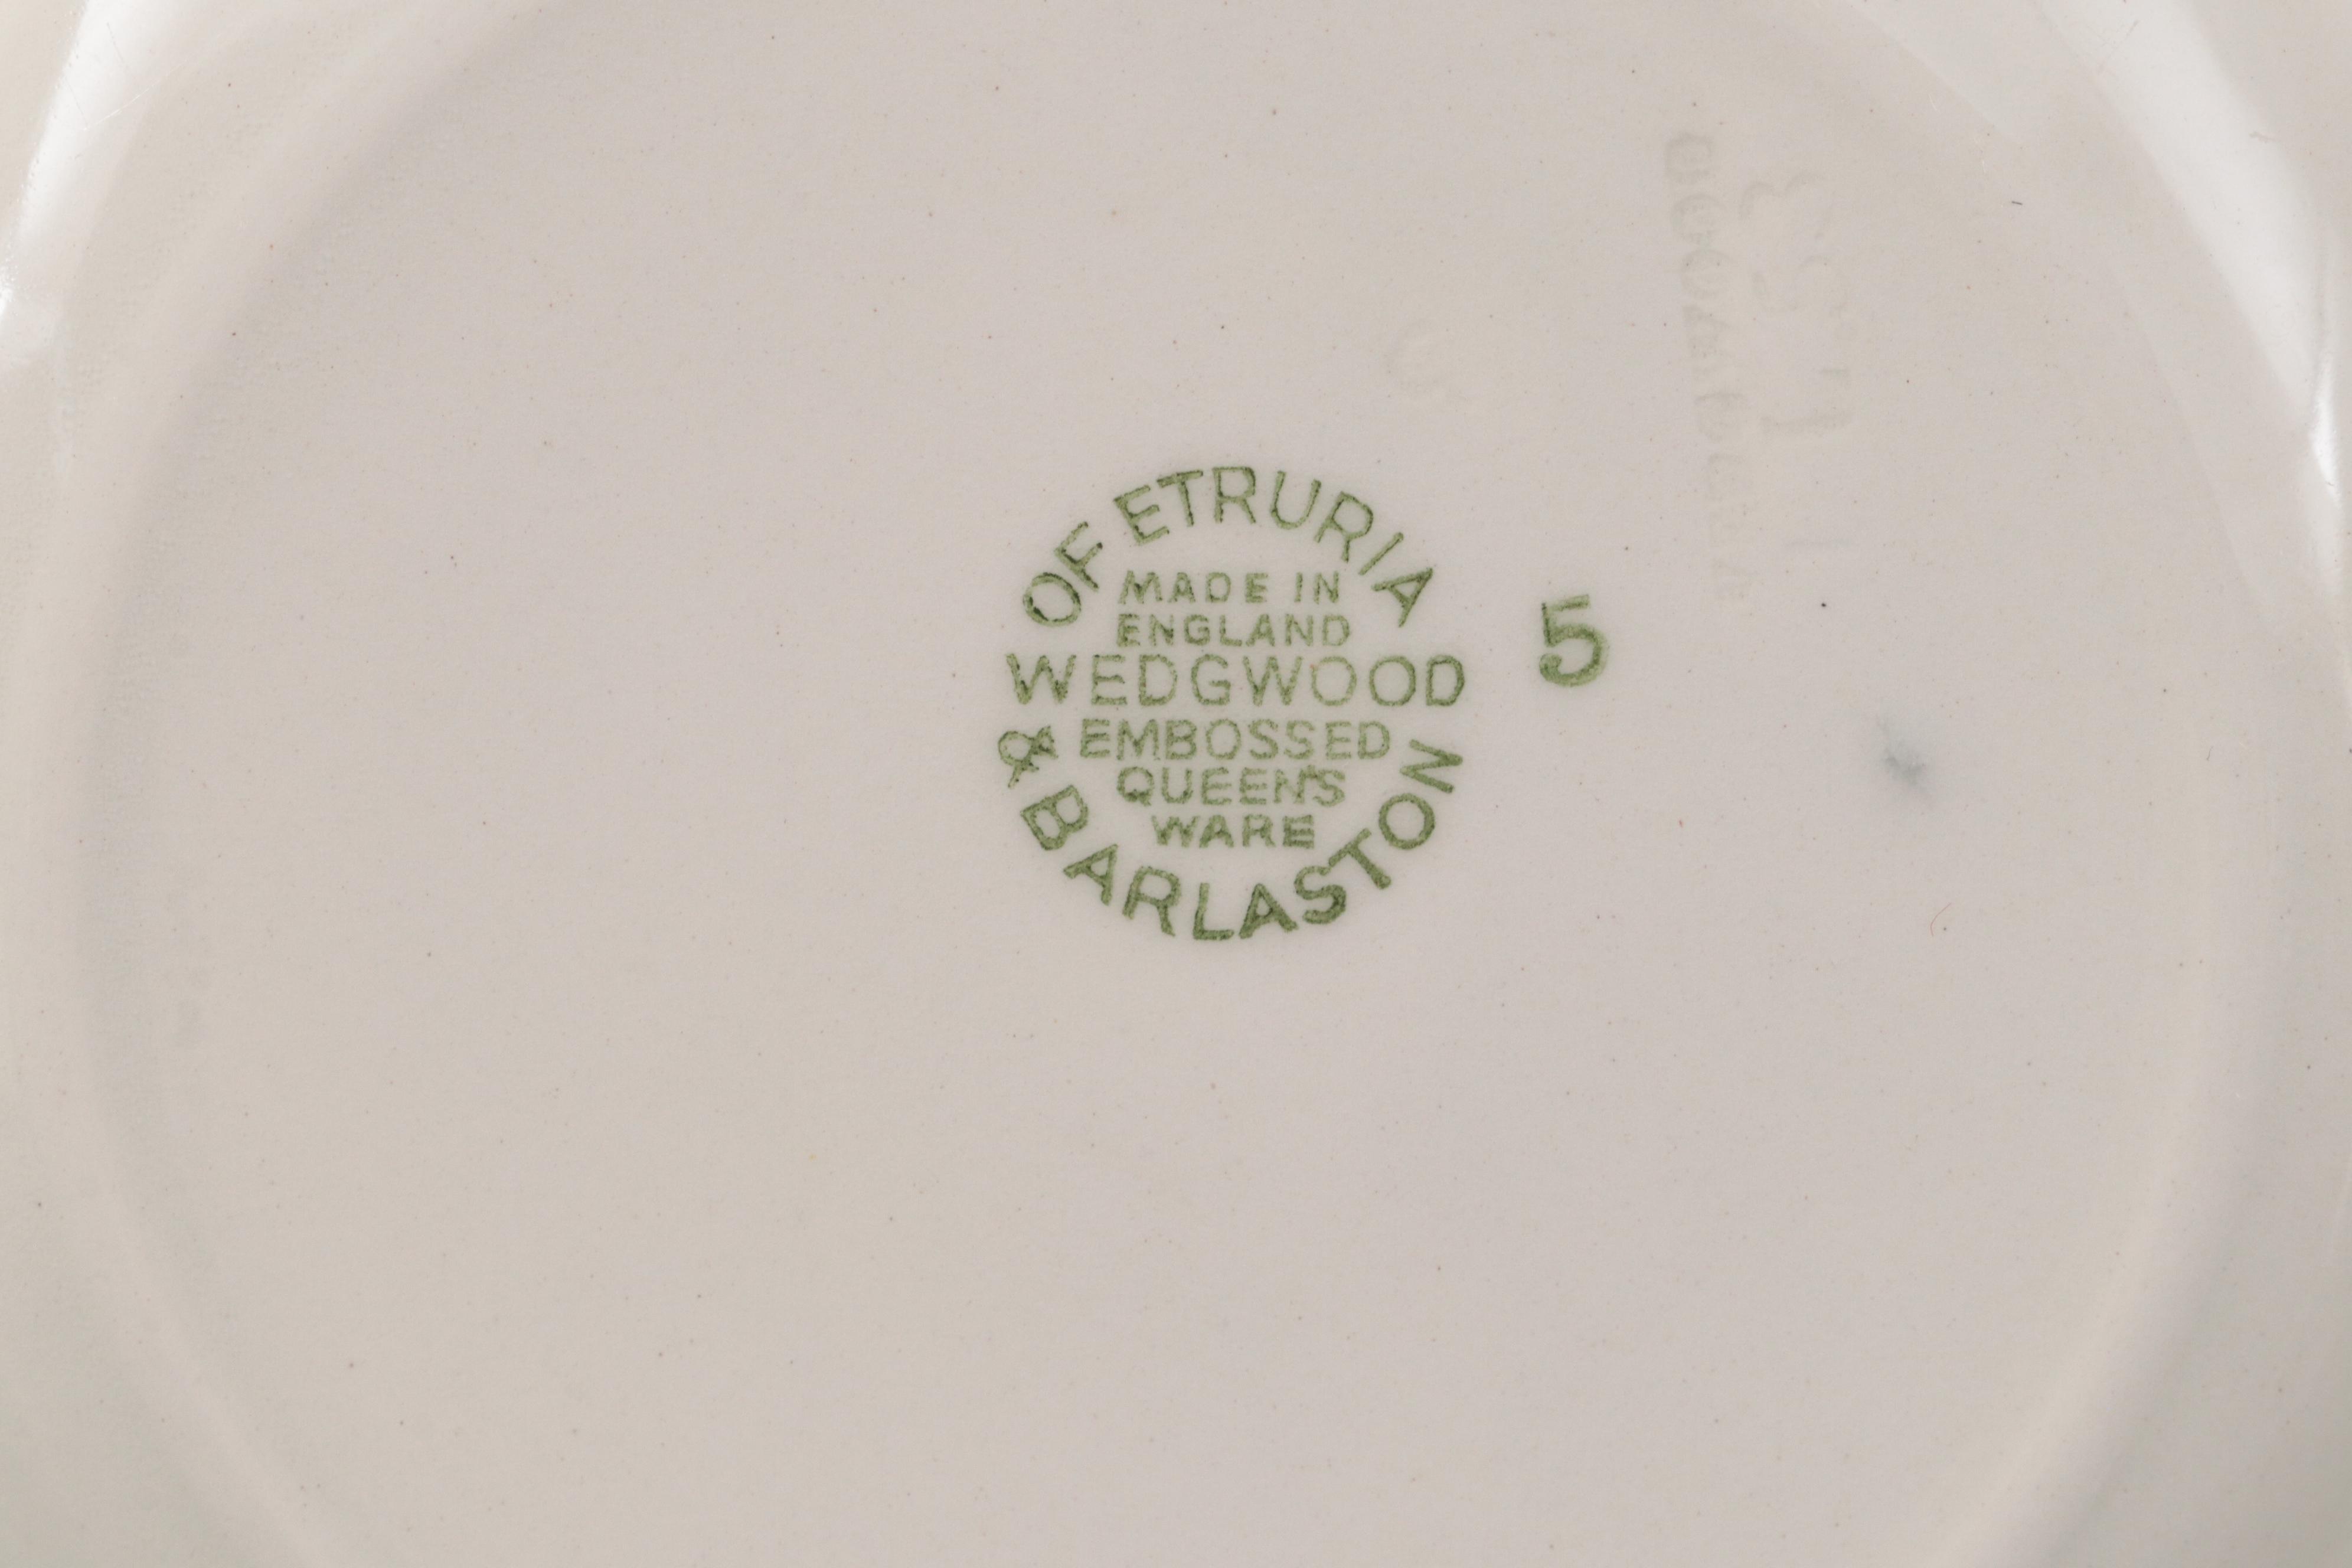 OF ETRURIA
MADE IN
ENGLAND
WEDGWOOD
EMBOSSED
QUEEN'S
WARE
& BARLASTON
5